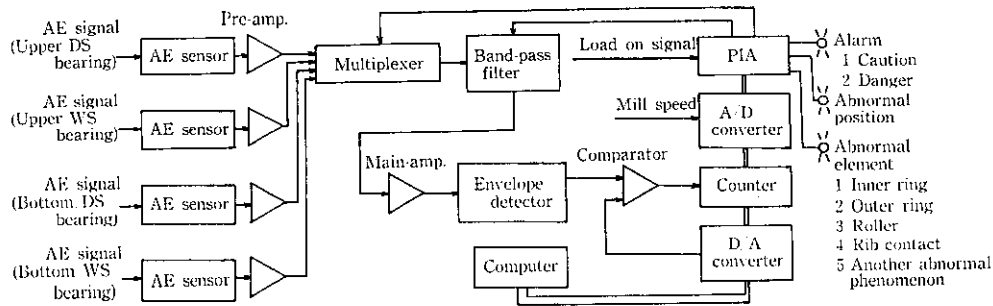 AE signal
(Upper DS
bearing)
AE sensor
Pre-amp.
AE signal
(Upper WS
bearing)
AE sensor
AE signal
(Bottom DS
bearing)
AE sensor
AE signal
(Bottom WS
bearing)
AE sensor
Multiplexer
Band-pass
filter
Main-amp.
Envelope
detector
Comparator
Load on signal
Mill speed
PIA
A/D
converter
Counter
D/A
converter
Computer
Alarm
1 Caution
2 Danger
Abnormal
position
Abnormal
element
1 Inner ring
2 Outer ring
3 Roller
4 Rib contact
5 Another abnormal
phenomenon